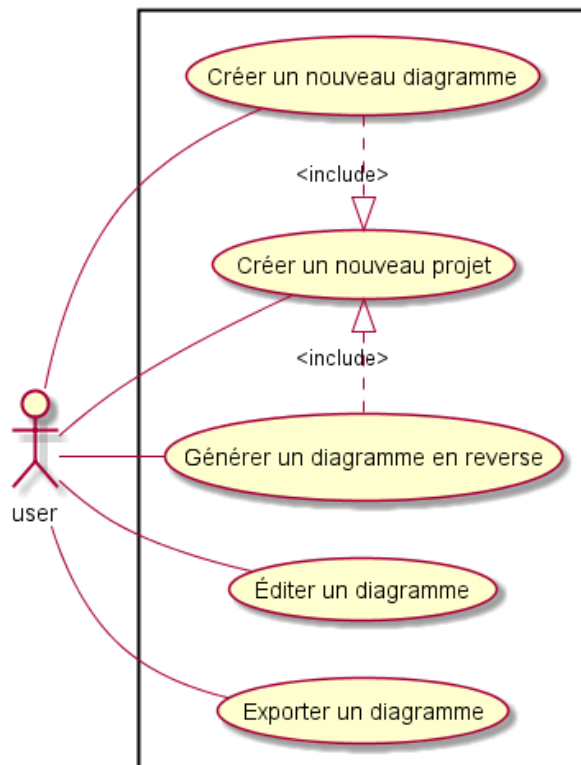 Créer un nouveau diagramme
<include>
Créer un nouveau projet
<include>
Générer un diagramme en reverse
user
Éditer un diagramme
Exporter un diagramme